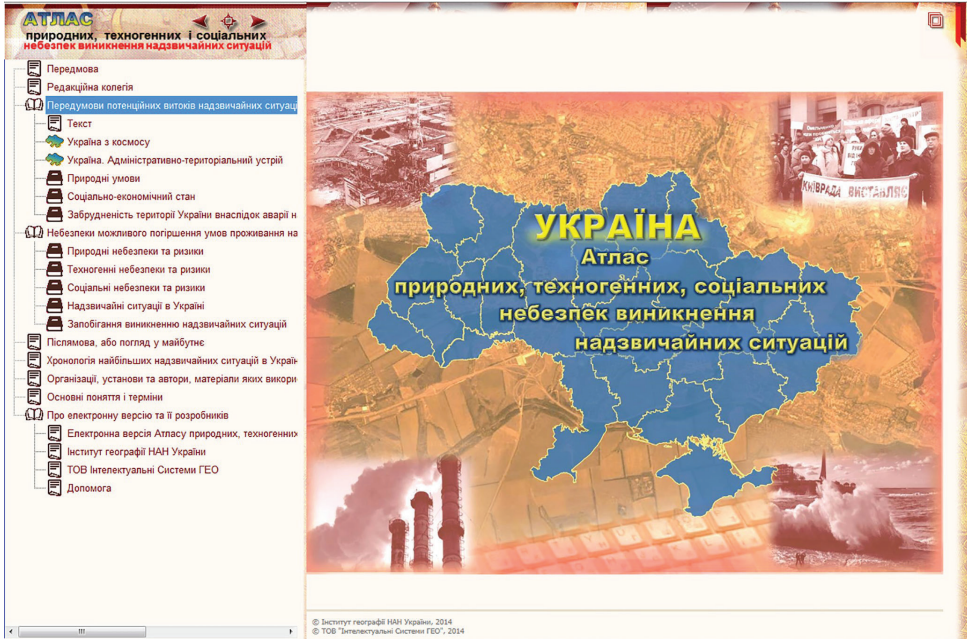 АТЛАС
природних, техногенних і соціальних
небезпек виникнення надзвичайних ситуацій
Передмова
Редакційна колегія
Передумови потенційних витоків надзвичайних ситуаці
Текст
Україна з космосу
Україна. Адміністративно-територіальний устрій
Природні умови
Соціально-економічний стан
Забрудненість території України внаслідок аварії н
Небезпеки можливого погіршення умов проживання на
Природні небезпеки та ризики
Техногенні небезпеки та ризики
Соціальні небезпеки та ризики
Надзвичайні ситуації в Україні
Запобігання виникненню надзвичайних ситуацій
Післямова, або погляд у майбутнє
Хронологія найбільших надзвичайних ситуацій в Україн
Організації, установи та автори, матеріали яких викори
Основні поняття і терміни
Про електронну версію та її розробників
Електронна версія Атласу природних, техногенних
Інститут географії НАН України
ТОВ Інтелектуальні Системи ГЕО
Допомога
КИЇВРАДА ВИСТАВЛЯЄ
УКРАЇНА
Атлас
природних, техногенних, соціальних
небезпек виникнення
надзвичайних ситуацій
© Інститут географії НАН України, 2014
© ТОВ "Інтелектуальні Системи ГЕО", 2014